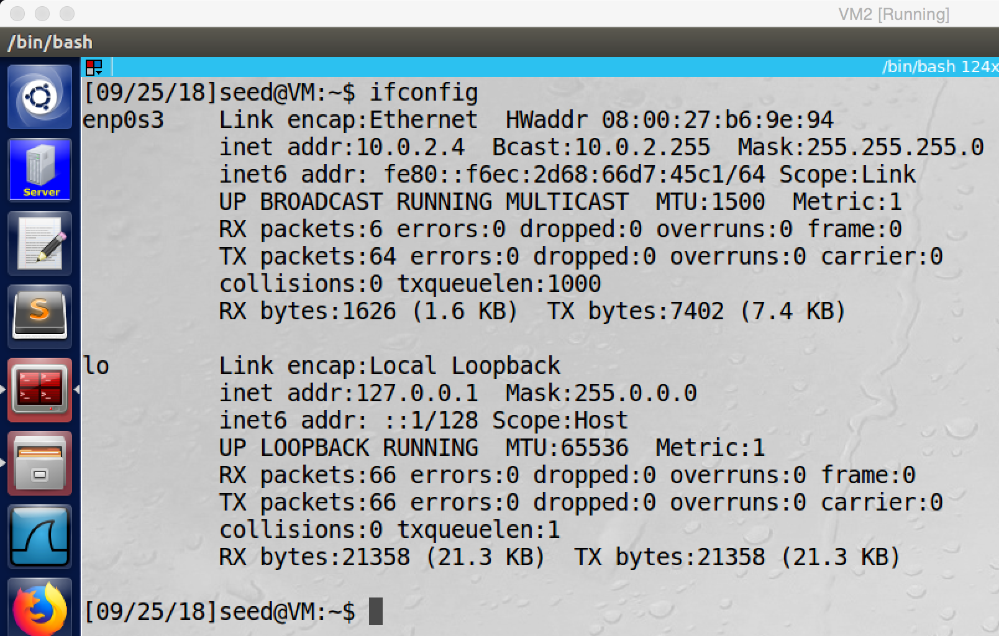 VM2 [Running]
/bin/bash
/bin/bash 124x
[09/25/18]seed@VM:~$ ifconfig
enp0s3    Link encap:Ethernet  HWaddr 08:00:27:b6:9e:94
          inet addr:10.0.2.4  Bcast:10.0.2.255  Mask:255.255.255.0
          inet6 addr: fe80::f6ec:2d68:66d7:45c1/64 Scope:Link
          UP BROADCAST RUNNING MULTICAST  MTU:1500  Metric:1
          RX packets:6 errors:0 dropped:0 overruns:0 frame:0
          TX packets:64 errors:0 dropped:0 overruns:0 carrier:0
          collisions:0 txqueuelen:1000
          RX bytes:1626 (1.6 KB)  TX bytes:7402 (7.4 KB)
lo        Link encap:Local Loopback
          inet addr:127.0.0.1  Mask:255.0.0.0
          inet6 addr: ::1/128 Scope:Host
          UP LOOPBACK RUNNING  MTU:65536  Metric:1
          RX packets:66 errors:0 dropped:0 overruns:0 frame:0
          TX packets:66 errors:0 dropped:0 overruns:0 carrier:0
          collisions:0 txqueuelen:1
          RX bytes:21358 (21.3 KB)  TX bytes:21358 (21.3 KB)
[09/25/18]seed@VM:~$
Server
S